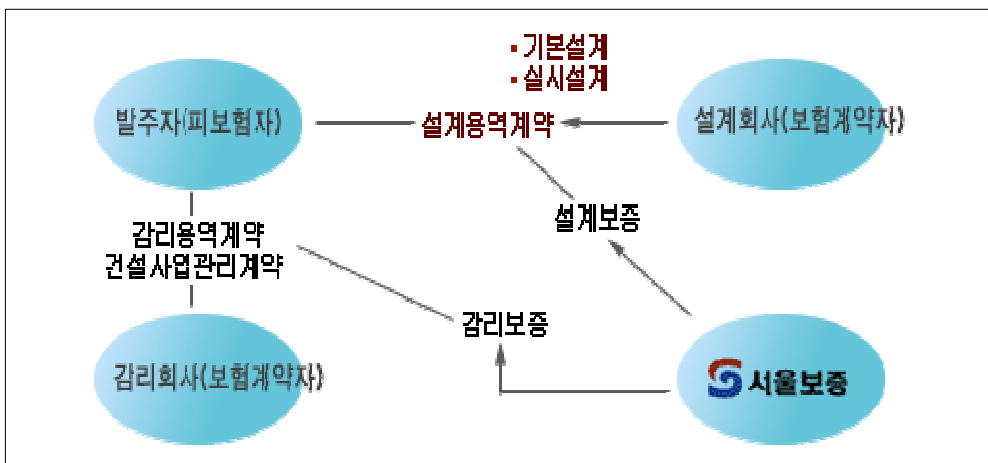 · 기본설계
· 실시설계
발주자(피보험자)
설계용역계약
설계회사(보험계약자)
설계보증
감리용역계약
건설사업관리계약
감리보증
감리회사(보험계약자)
서울보증